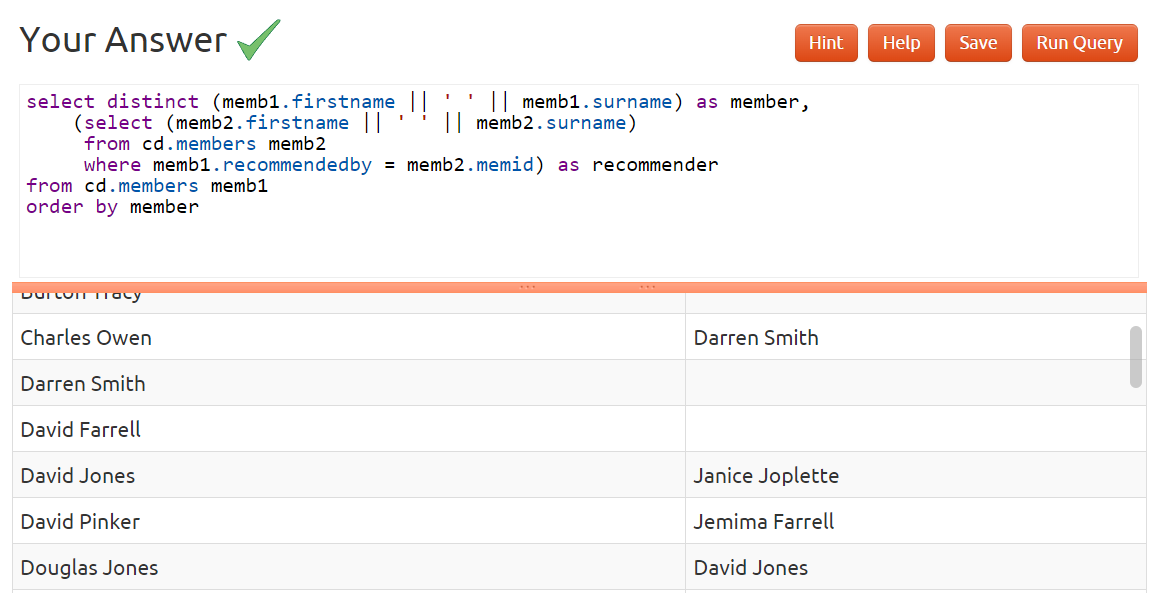 Your Answer
Hint Help Save Run Query
select distinct (memb1.firstname || ' ' || memb1.surname) as member,
    (select (memb2.firstname || ' ' || memb2.surname)
     from cd.members memb2
     where memb1.recommendedby = memb2.memid) as recommender
from cd.members memb1
order by member
Burton Tracy
Charles Owen Darren Smith
Darren Smith
David Farrell
David Jones Janice Joplette
David Pinker Jemima Farrell
Douglas Jones David Jones